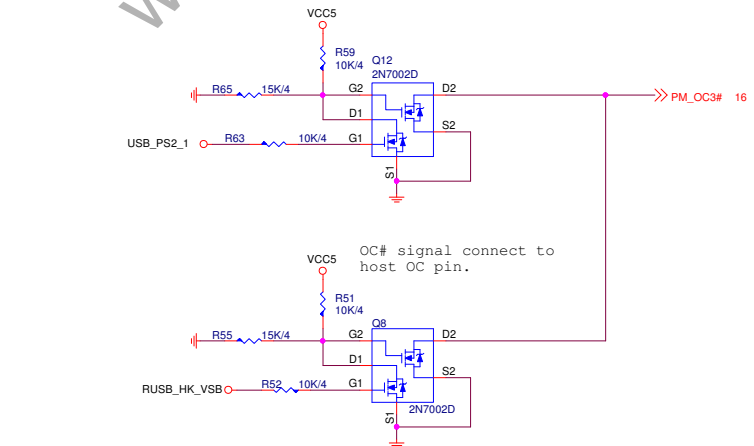 VCC5
R59
10K/4
Q12
2N7002D
R65 15K/4 G2 D2
PM_OC3# 16
D1
S2
USB_PS2_1 R63 10K/4 G1
S1
OC# signal connect to
host OC pin.
VCC5
R51
10K/4
Q8
R55 15K/4 G2 D2
D1
S2
RUSB_HK_VSB R52 10K/4 G1
2N7002D
S1